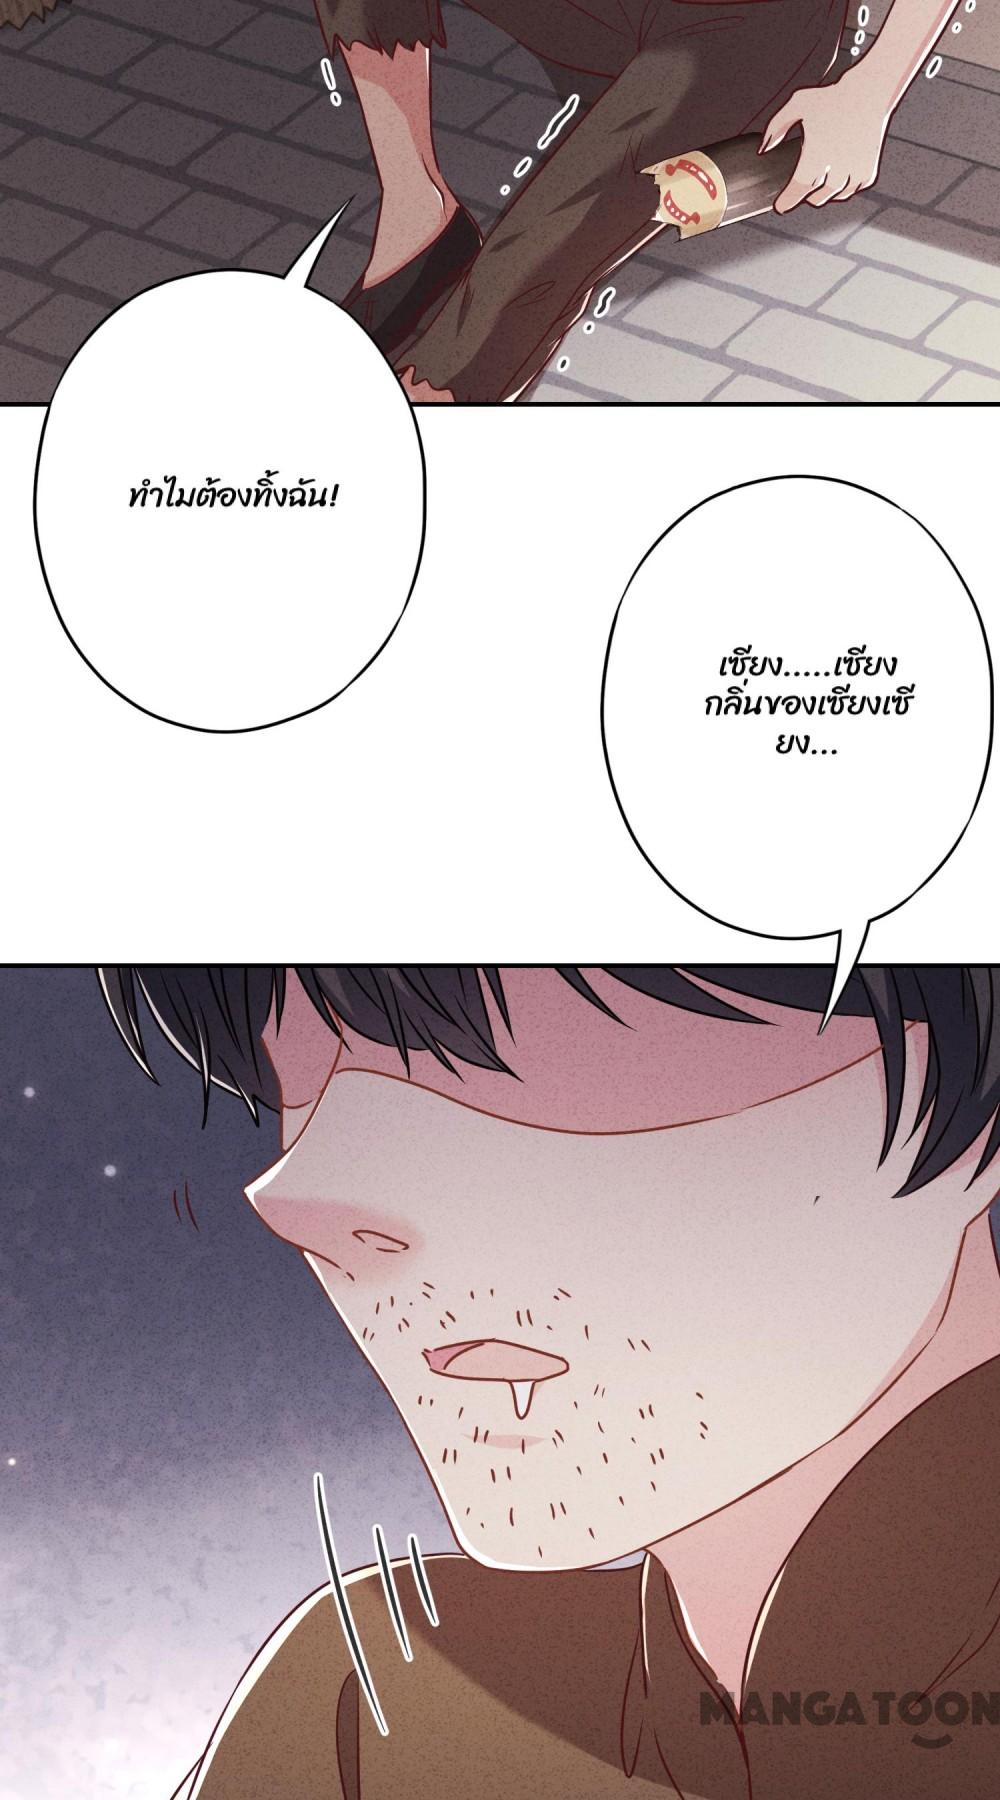 ทำไมต้องทิ้งฉัน!
เซียง.....เซียง
กลิ่นของเซียงเซี
ยง...
MANGATOON